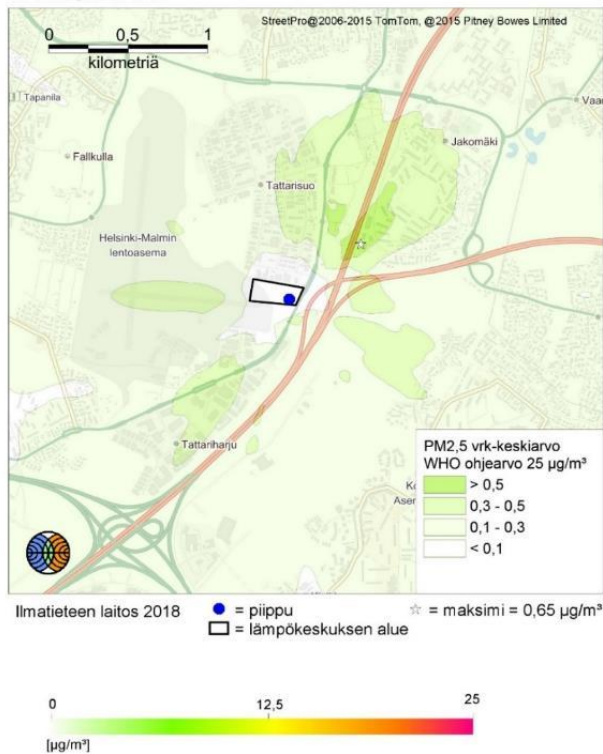 StreetPro@2006-2015 TomTom, @2015 Pitney Bowes Limited
0 0,5 1
kilometriä
Tapanila
Fallkulla
Jakomäki
Tattarisuo
Helsinki-Malmin
lentoasema
Tattariharju
PM2,5 vrk-keskiarvo
WHO ohjearvo 25 µg/m³
> 0,5
0,3 - 0,5
0,1 - 0,3
< 0,1
Ilmatieteen laitos 2018
= piippu
= maksimi = 0,65 µg/m³
= lämpökeskuksen alue
0 12,5 25
[µg/m³]